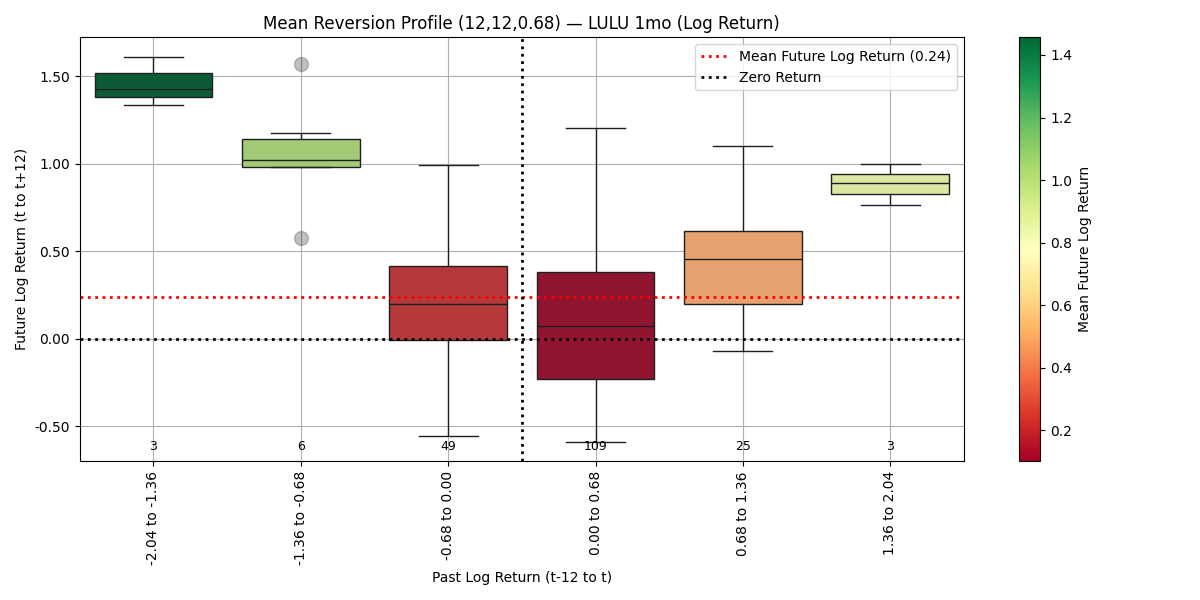 Mean Reversion Profile (12,12,0.68) — LULU 1mo (Log Return)
Mean Future Log Return (0.24)
Zero Return
Future Log Return (t to t+12)
1.50
1.00
0.50
0.00
-0.50
3
6
49
109
25
3
-2.04 to -1.36
-1.36 to -0.68
-0.68 to 0.00
0.00 to 0.68
0.68 to 1.36
1.36 to 2.04
Past Log Return (t-12 to t)
1.4
1.2
1.0
0.8
0.6
0.4
0.2
Mean Future Log Return